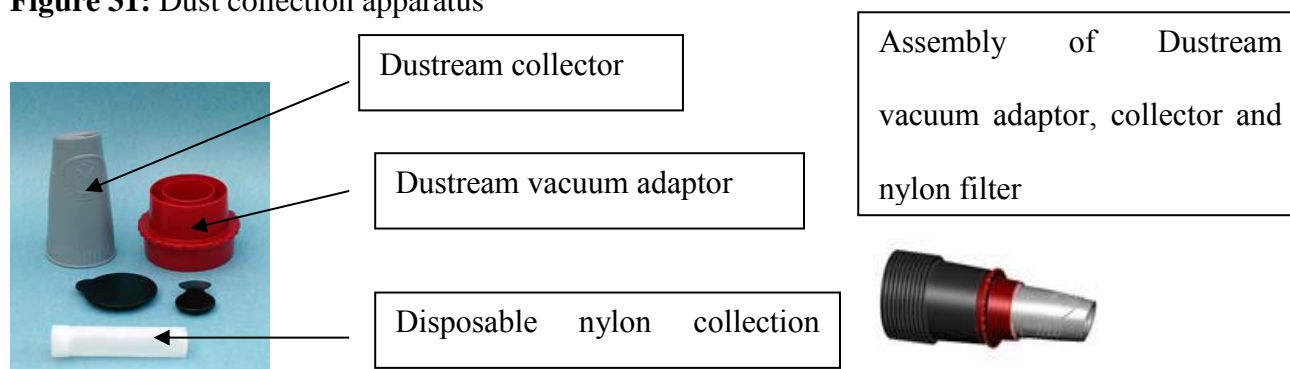 Figure 31: Dust collection apparatus
Dustream collector
Dustream vacuum adaptor
Disposable nylon collection
Assembly of Dustream
vacuum adaptor, collector and
nylon filter